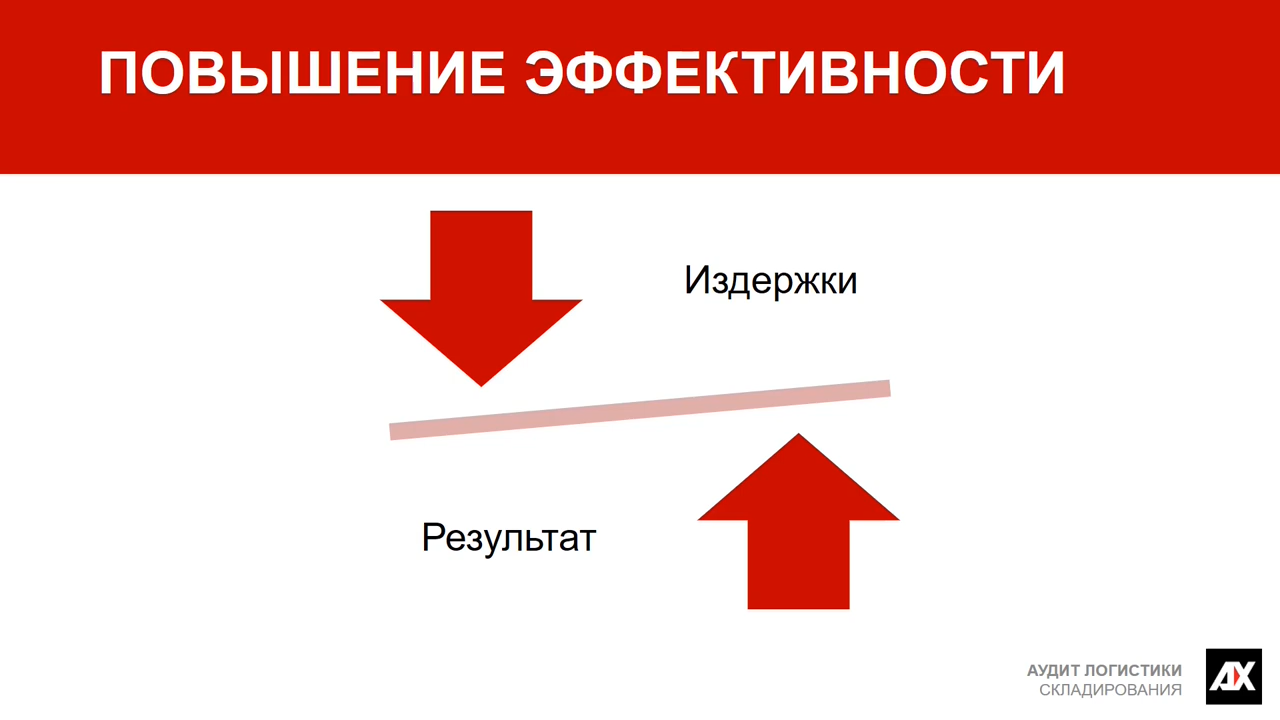 ПОВЫШЕНИЕ ЭФФЕКТИВНОСТИ
Издержки
Результат
АУДИТ ЛОГИСТИКИ
СКЛАДИРОВАНИЯ
AX